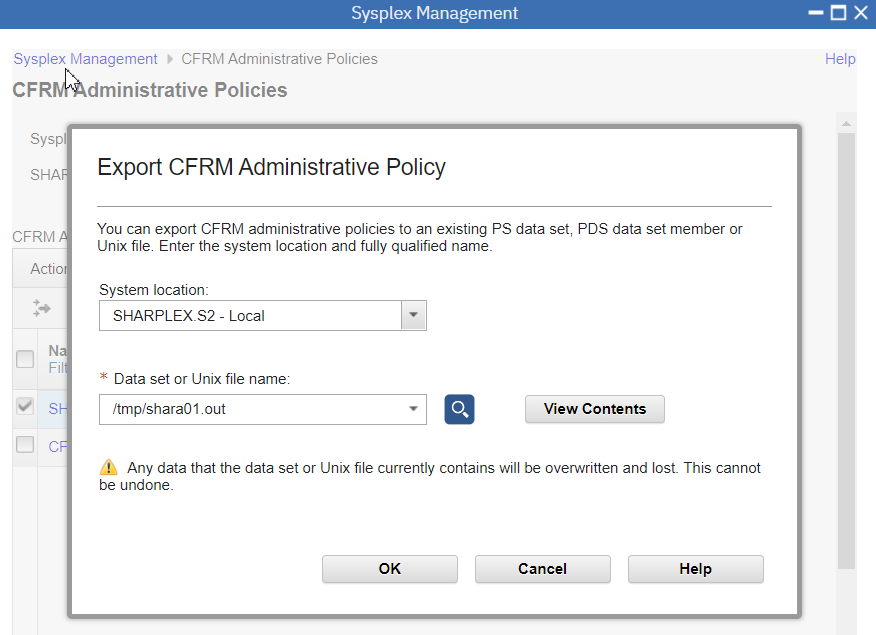 Sysplex Management
Sysplex Management CFRM Administrative Policies Help
CFRM Administrative Policies
Syspl
SHAR
CFRM A
Action
Na
Filt
SH
CF
Export CFRM Administrative Policy
You can export CFRM administrative policies to an existing PS data set, PDS data set member or
Unix file. Enter the system location and fully qualified name.
System location:
SHARPLEX.S2 - Local
* Data set or Unix file name:
/tmp/shara01.out
View Contents
Any data that the data set or Unix file currently contains will be overwritten and lost. This cannot
be undone.
OK Cancel Help